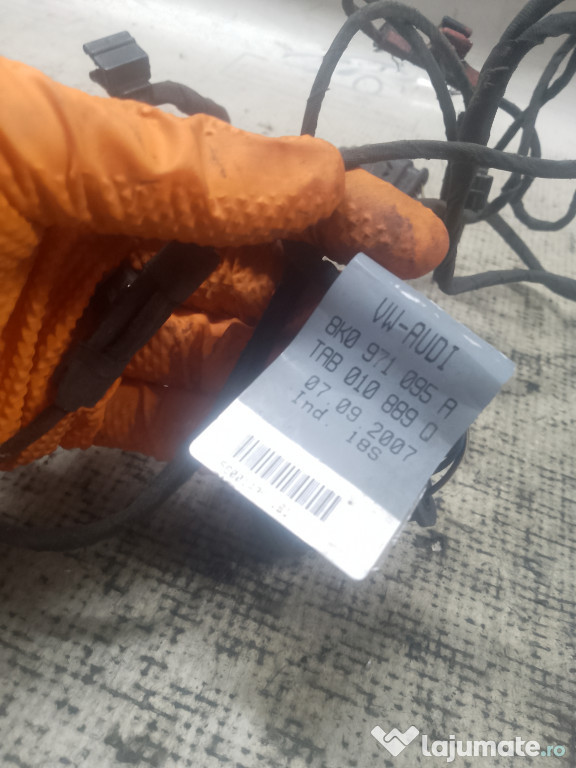 VW-AUDI
8K0 971 095 A
TAB 010 889 Q
07.09.2007
Ind. 18S
lajumate.ro